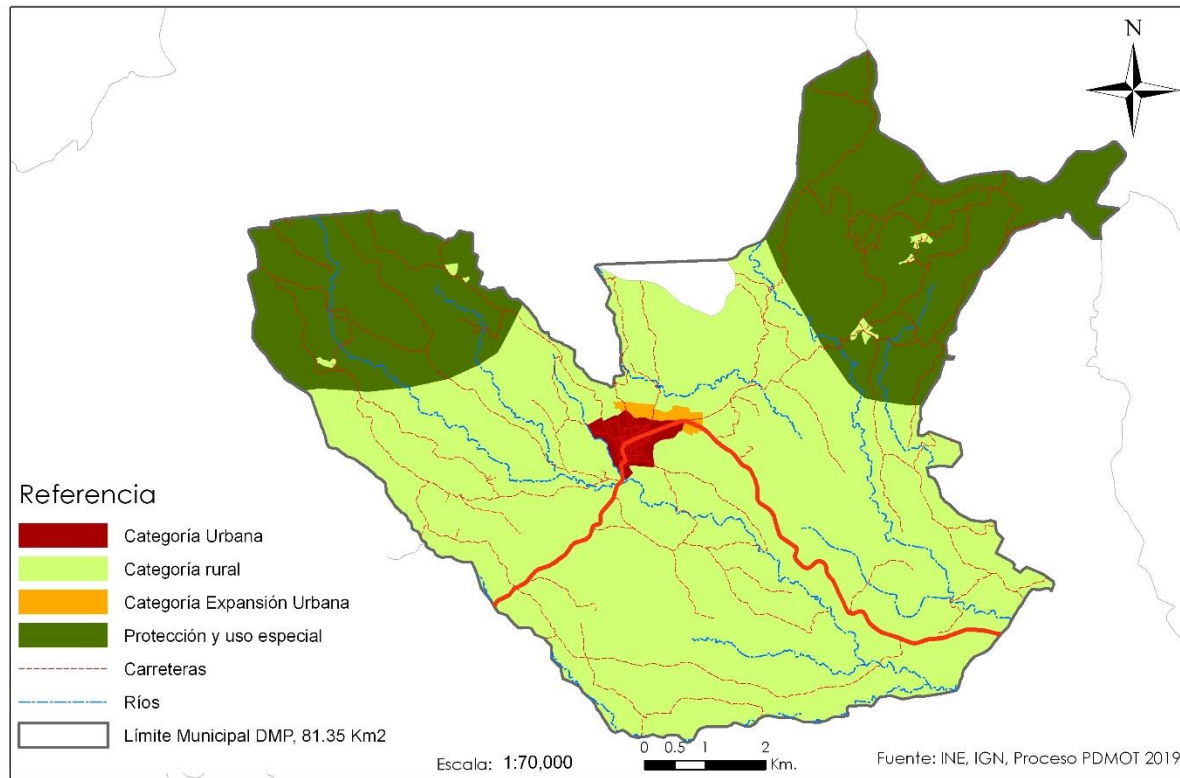 N
Referencia
Categoría Urbana
Categoría rural
Categoría Expansión Urbana
Protección y uso especial
Carreteras
Ríos
Límite Municipal DMP, 81.35 Km2
Escala: 1:70,000
0 0.5 1 2
Km.
Fuente: INE, IGN, Proceso PDMOT 2019